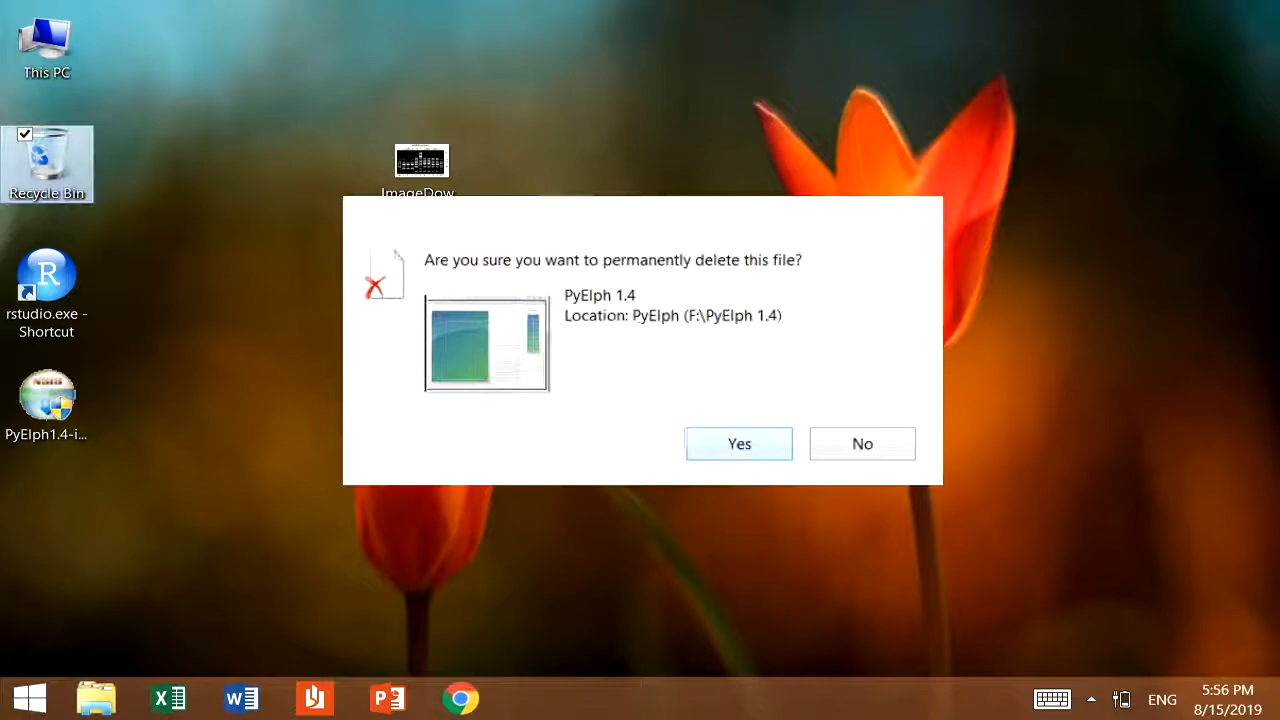 This PC
Recycle Bin
rstudio.exe -
Shortcut
PyElph1.4-i...
ImageDow
Are you sure you want to permanently delete this file?
PyElph 1.4
Location: PyElph (F:\PyElph 1.4)
Yes
No
ENG
5:56 PM
8/15/2019